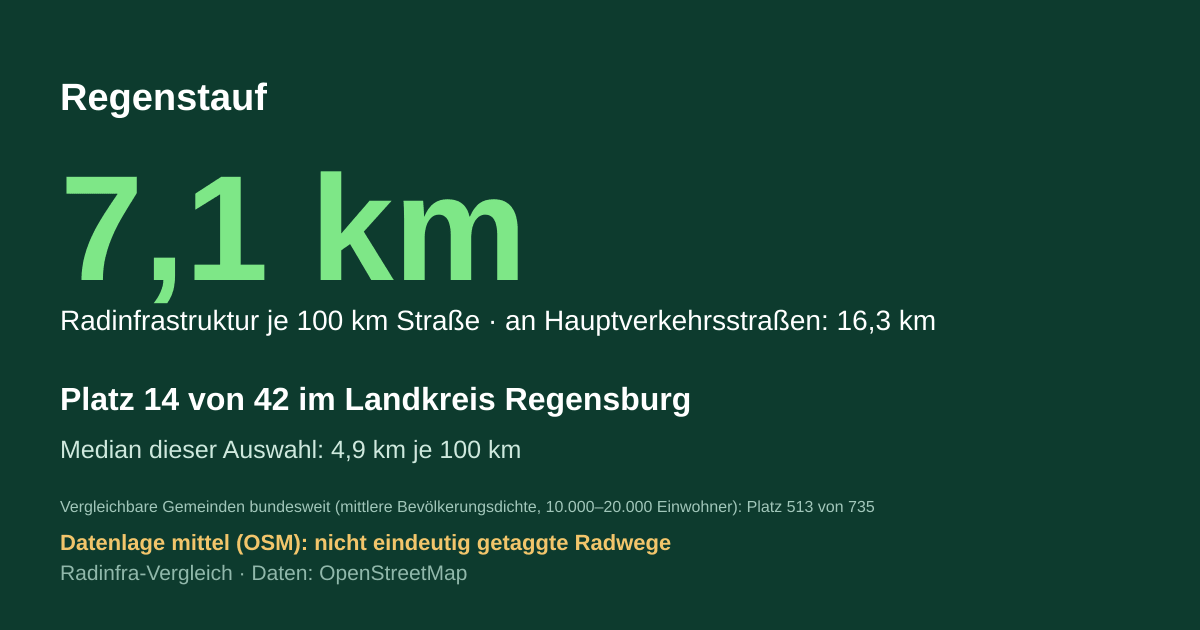 Regenstauf
7,1 km
Radinfrastruktur je 100 km Straße · an Hauptverkehrsstraßen: 16,3 km
Platz 14 von 42 im Landkreis Regensburg
Median dieser Auswahl: 4,9 km je 100 km
Vergleichbare Gemeinden bundesweit (mittlere Bevölkerungsdichte, 10.000–20.000 Einwohner): Platz 513 von 735
Datenlage mittel (OSM): nicht eindeutig getaggte Radwege
Radinfra-Vergleich · Daten: OpenStreetMap